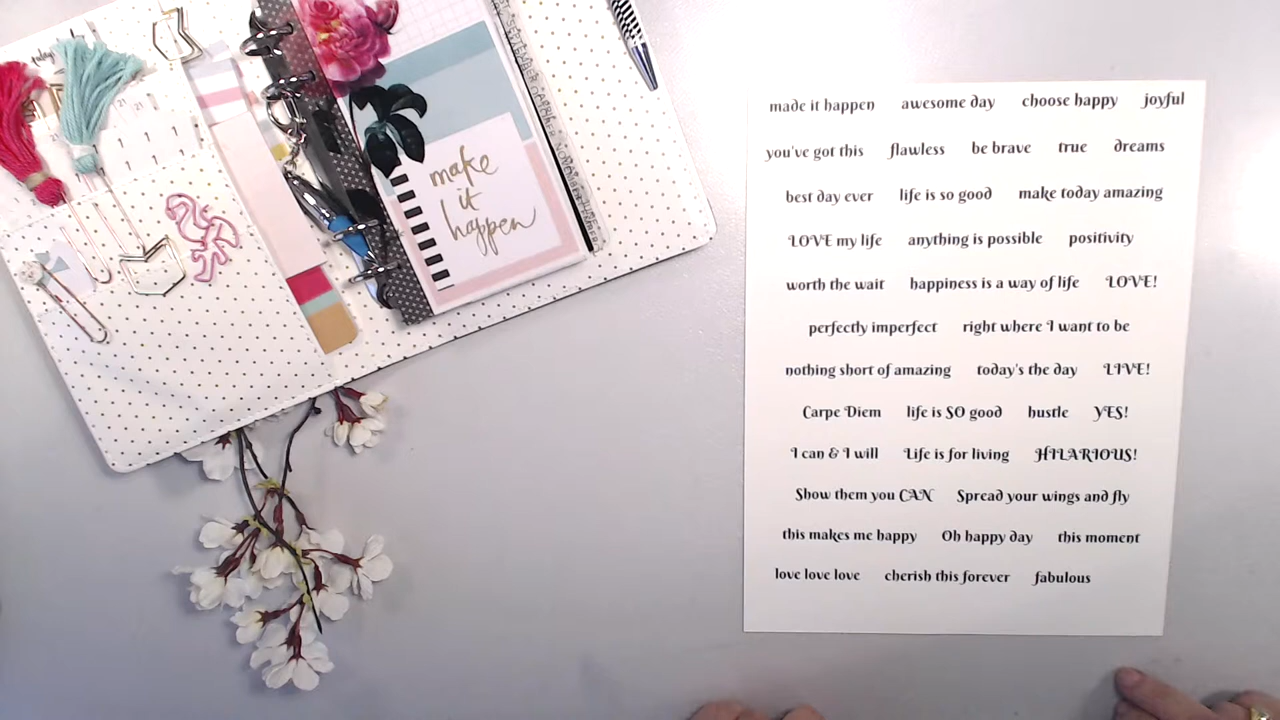 make
it
happen
made it happen awesome day choose happy joyful
you've got this flawless be brave true dreams
best day ever life is so good make today amazing
LOVE my life anything is possible positivity
worth the wait happiness is a way of life LOVE!
perfectly imperfect right where I want to be
nothing short of amazing today's the day LIVE!
Carpe Diem life is SO good hustle YES!
I can & I will Life is for living HILARIOUS!
Show them you CAN Spread your wings and fly
this makes me happy Oh happy day this moment
love love love cherish this forever fabulous